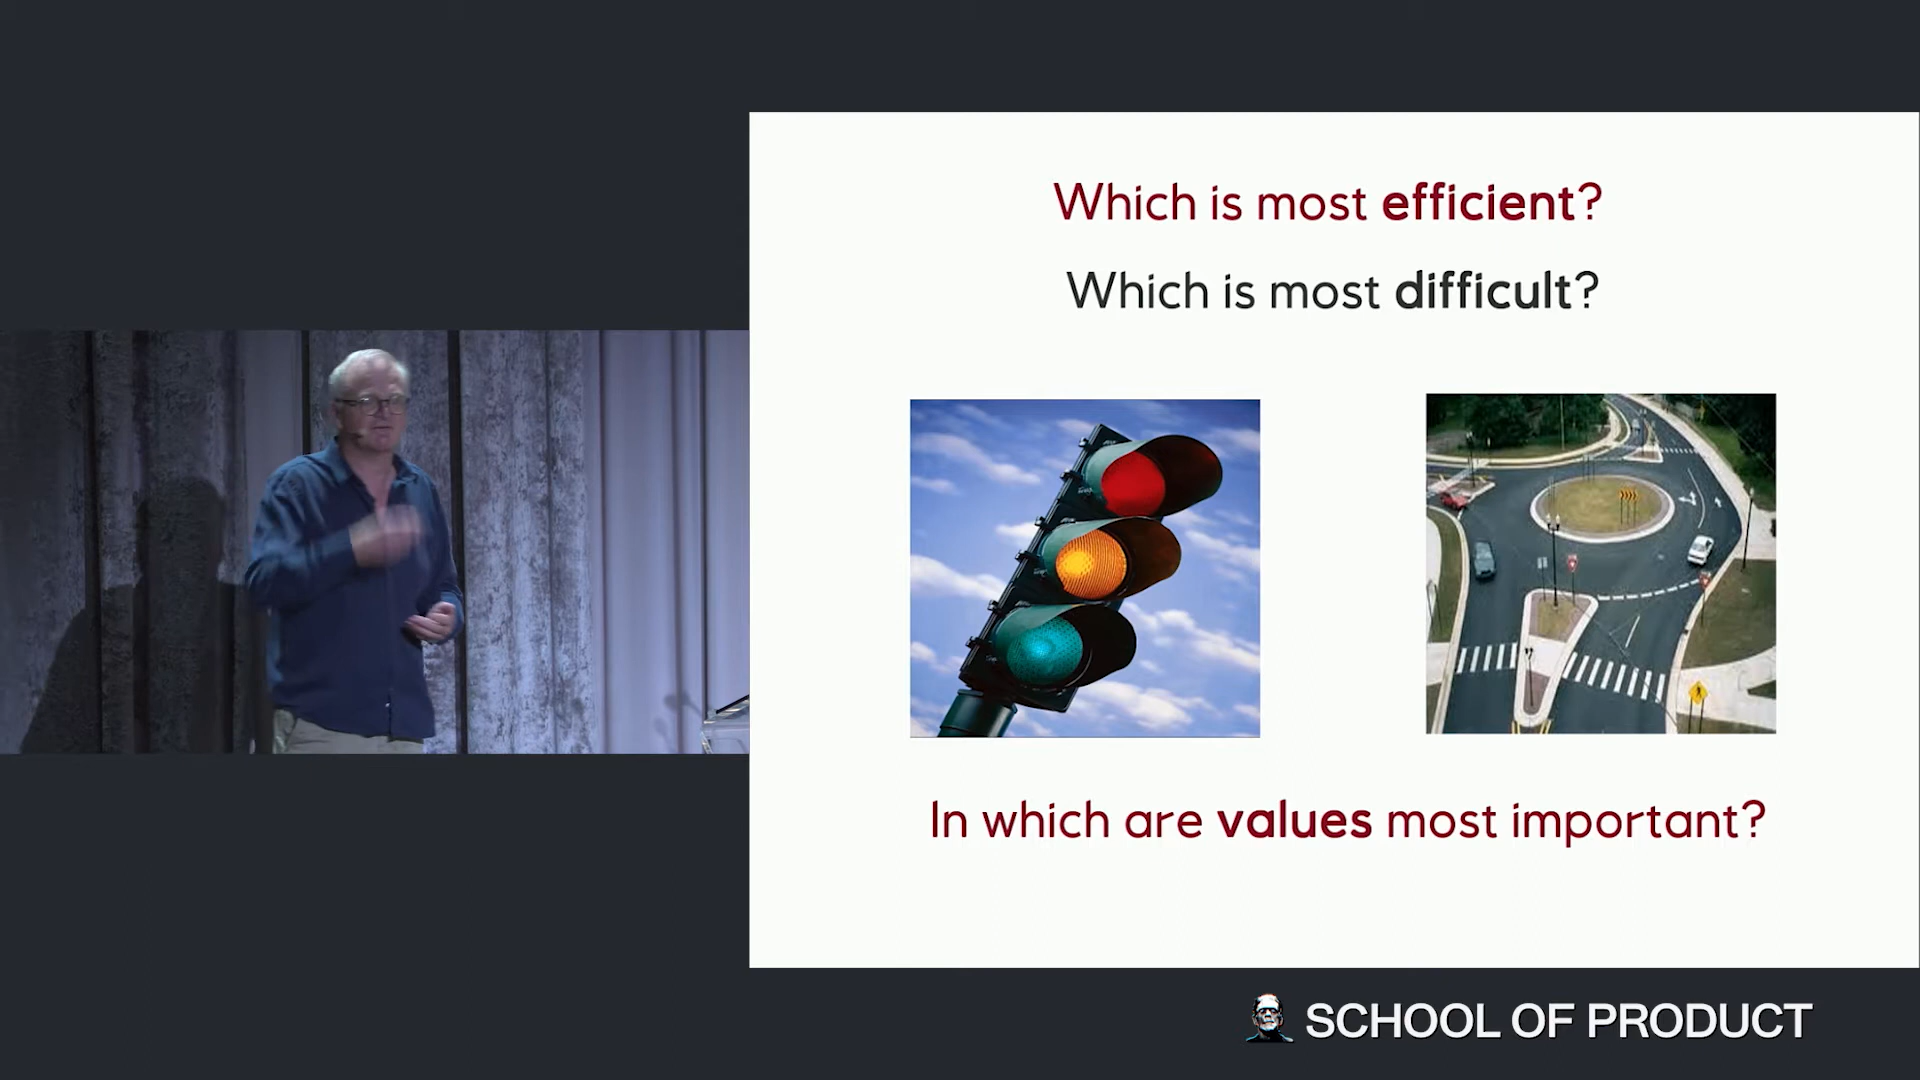 Which is most efficient?
Which is most difficult?
In which are values most important?
SCHOOL OF PRODUCT